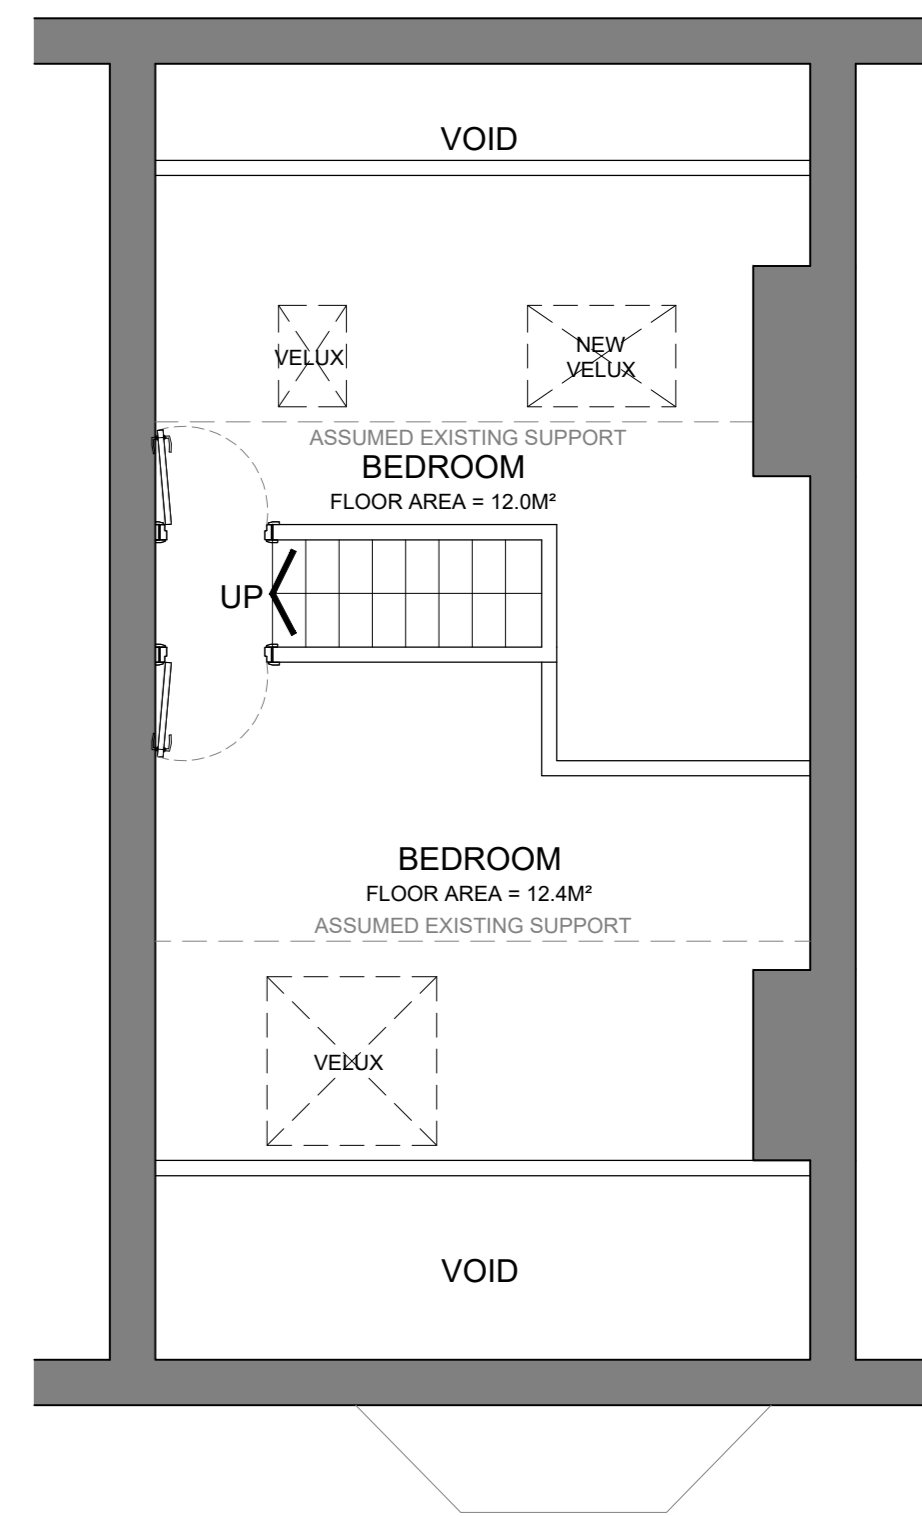 VOID
VELUX
NEW
VELUX
ASSUMED EXISTING SUPPORT
BEDROOM
FLOOR AREA = 12.0M²
UP
BEDROOM
FLOOR AREA = 12.4M²
ASSUMED EXISTING SUPPORT
VELUX
VOID